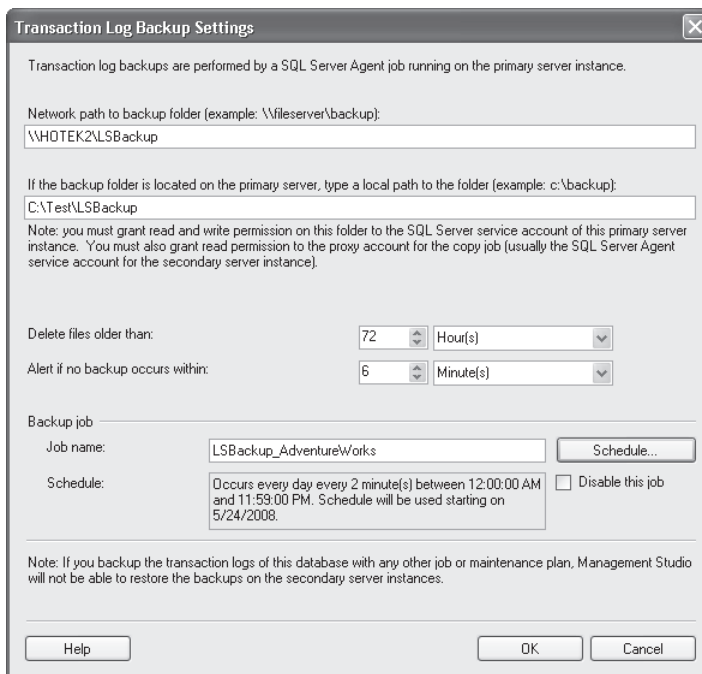 Transaction Log Backup Settings
Transaction log backups are performed by a SQL Server Agent job running on the primary server instance.
Network path to backup folder (example: \\fileserver\backup):
\\HOTEK2\LSBackup
If the backup folder is located on the primary server, type a local path to the folder (example: c:\backup):
C:\Test\LSBackup
Note: you must grant read and write permission on this folder to the SQL Server service account of this primary server
instance. You must also grant read permission to the proxy account for the copy job (usually the SQL Server Agent
service account for the secondary server instance).
Delete files older than: 72 Hour(s)
Alert if no backup occurs within: 6 Minute(s)
Backup job
Job name: LSBackup_AdventureWorks Schedule...
Schedule: Occurs every day every 2 minute(s) between 12:00:00 AM Disable this job
and 11:59:00 PM. Schedule will be used starting on
5/24/2008.
Note: If you backup the transaction logs of this database with any other job or maintenance plan, Management Studio
will not be able to restore the backups on the secondary server instances.
Help OK Cancel